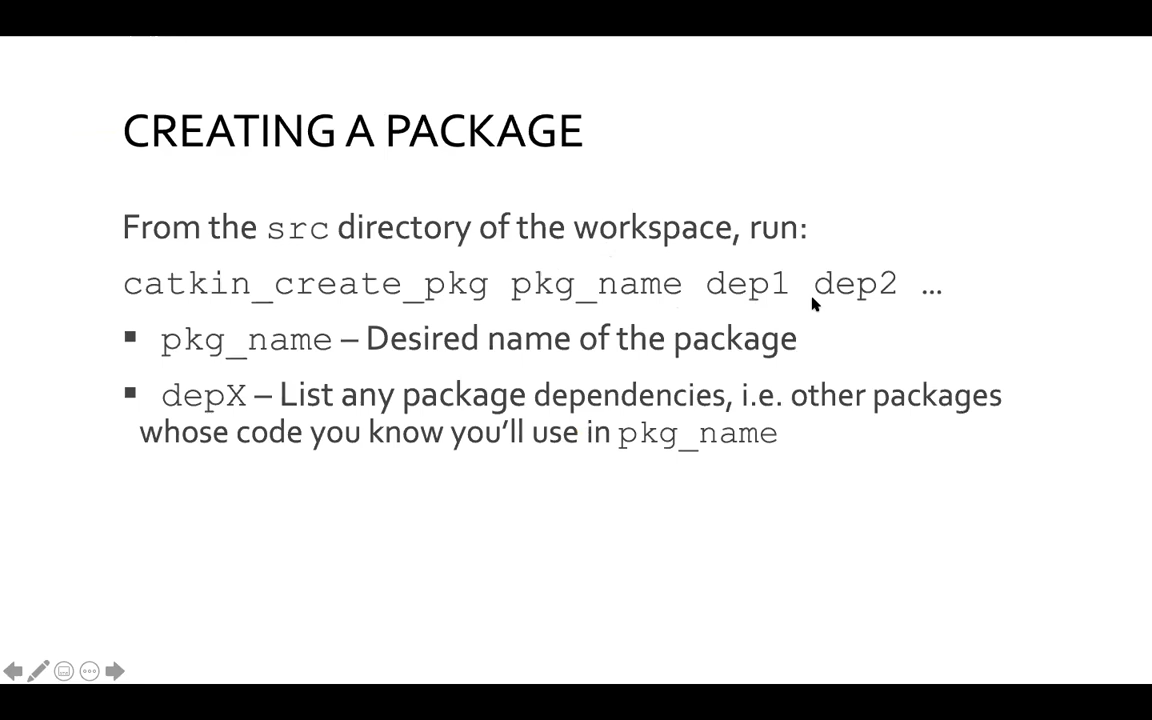 CREATING A PACKAGE
From the src directory of the workspace, run:
catkin_create_pkg pkg_name dep1 dep2 …
▪ pkg_name – Desired name of the package
▪ depX – List any package dependencies, i.e. other packages
whose code you know you’ll use in pkg_name